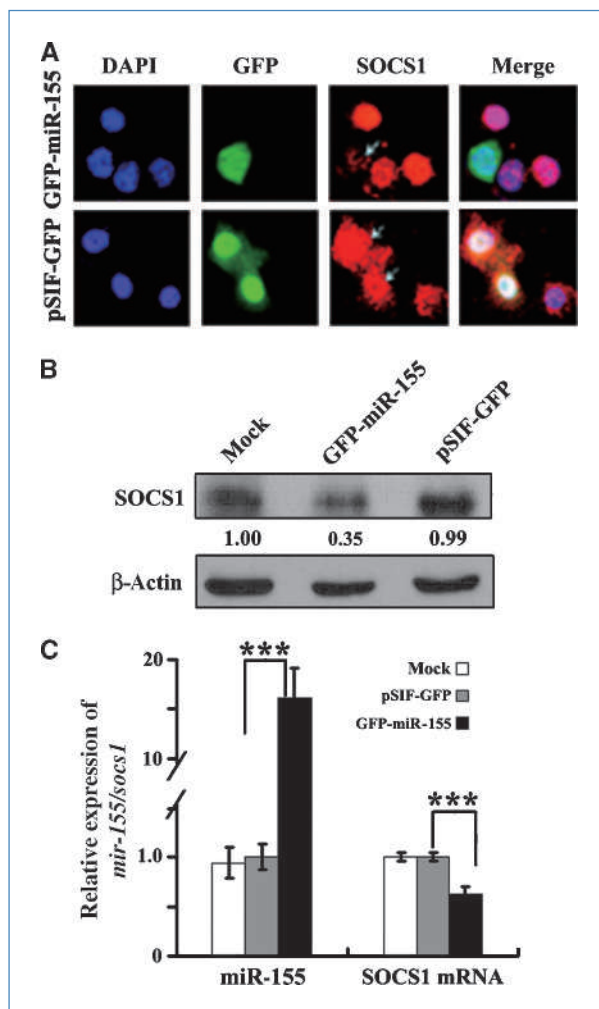 A
DAPI GFP SOCS1 Merge
GFP-miR-155
pSIF-GFP
B
Mock GFP-miR-155 pSIF-GFP
SOCS1
1.00 0.35 0.99
β-Actin
C
Relative expression of
mir-155/socs1
20
10
1.0
0
***
***
Mock
pSIF-GFP
GFP-miR-155
miR-155 SOCS1 mRNA